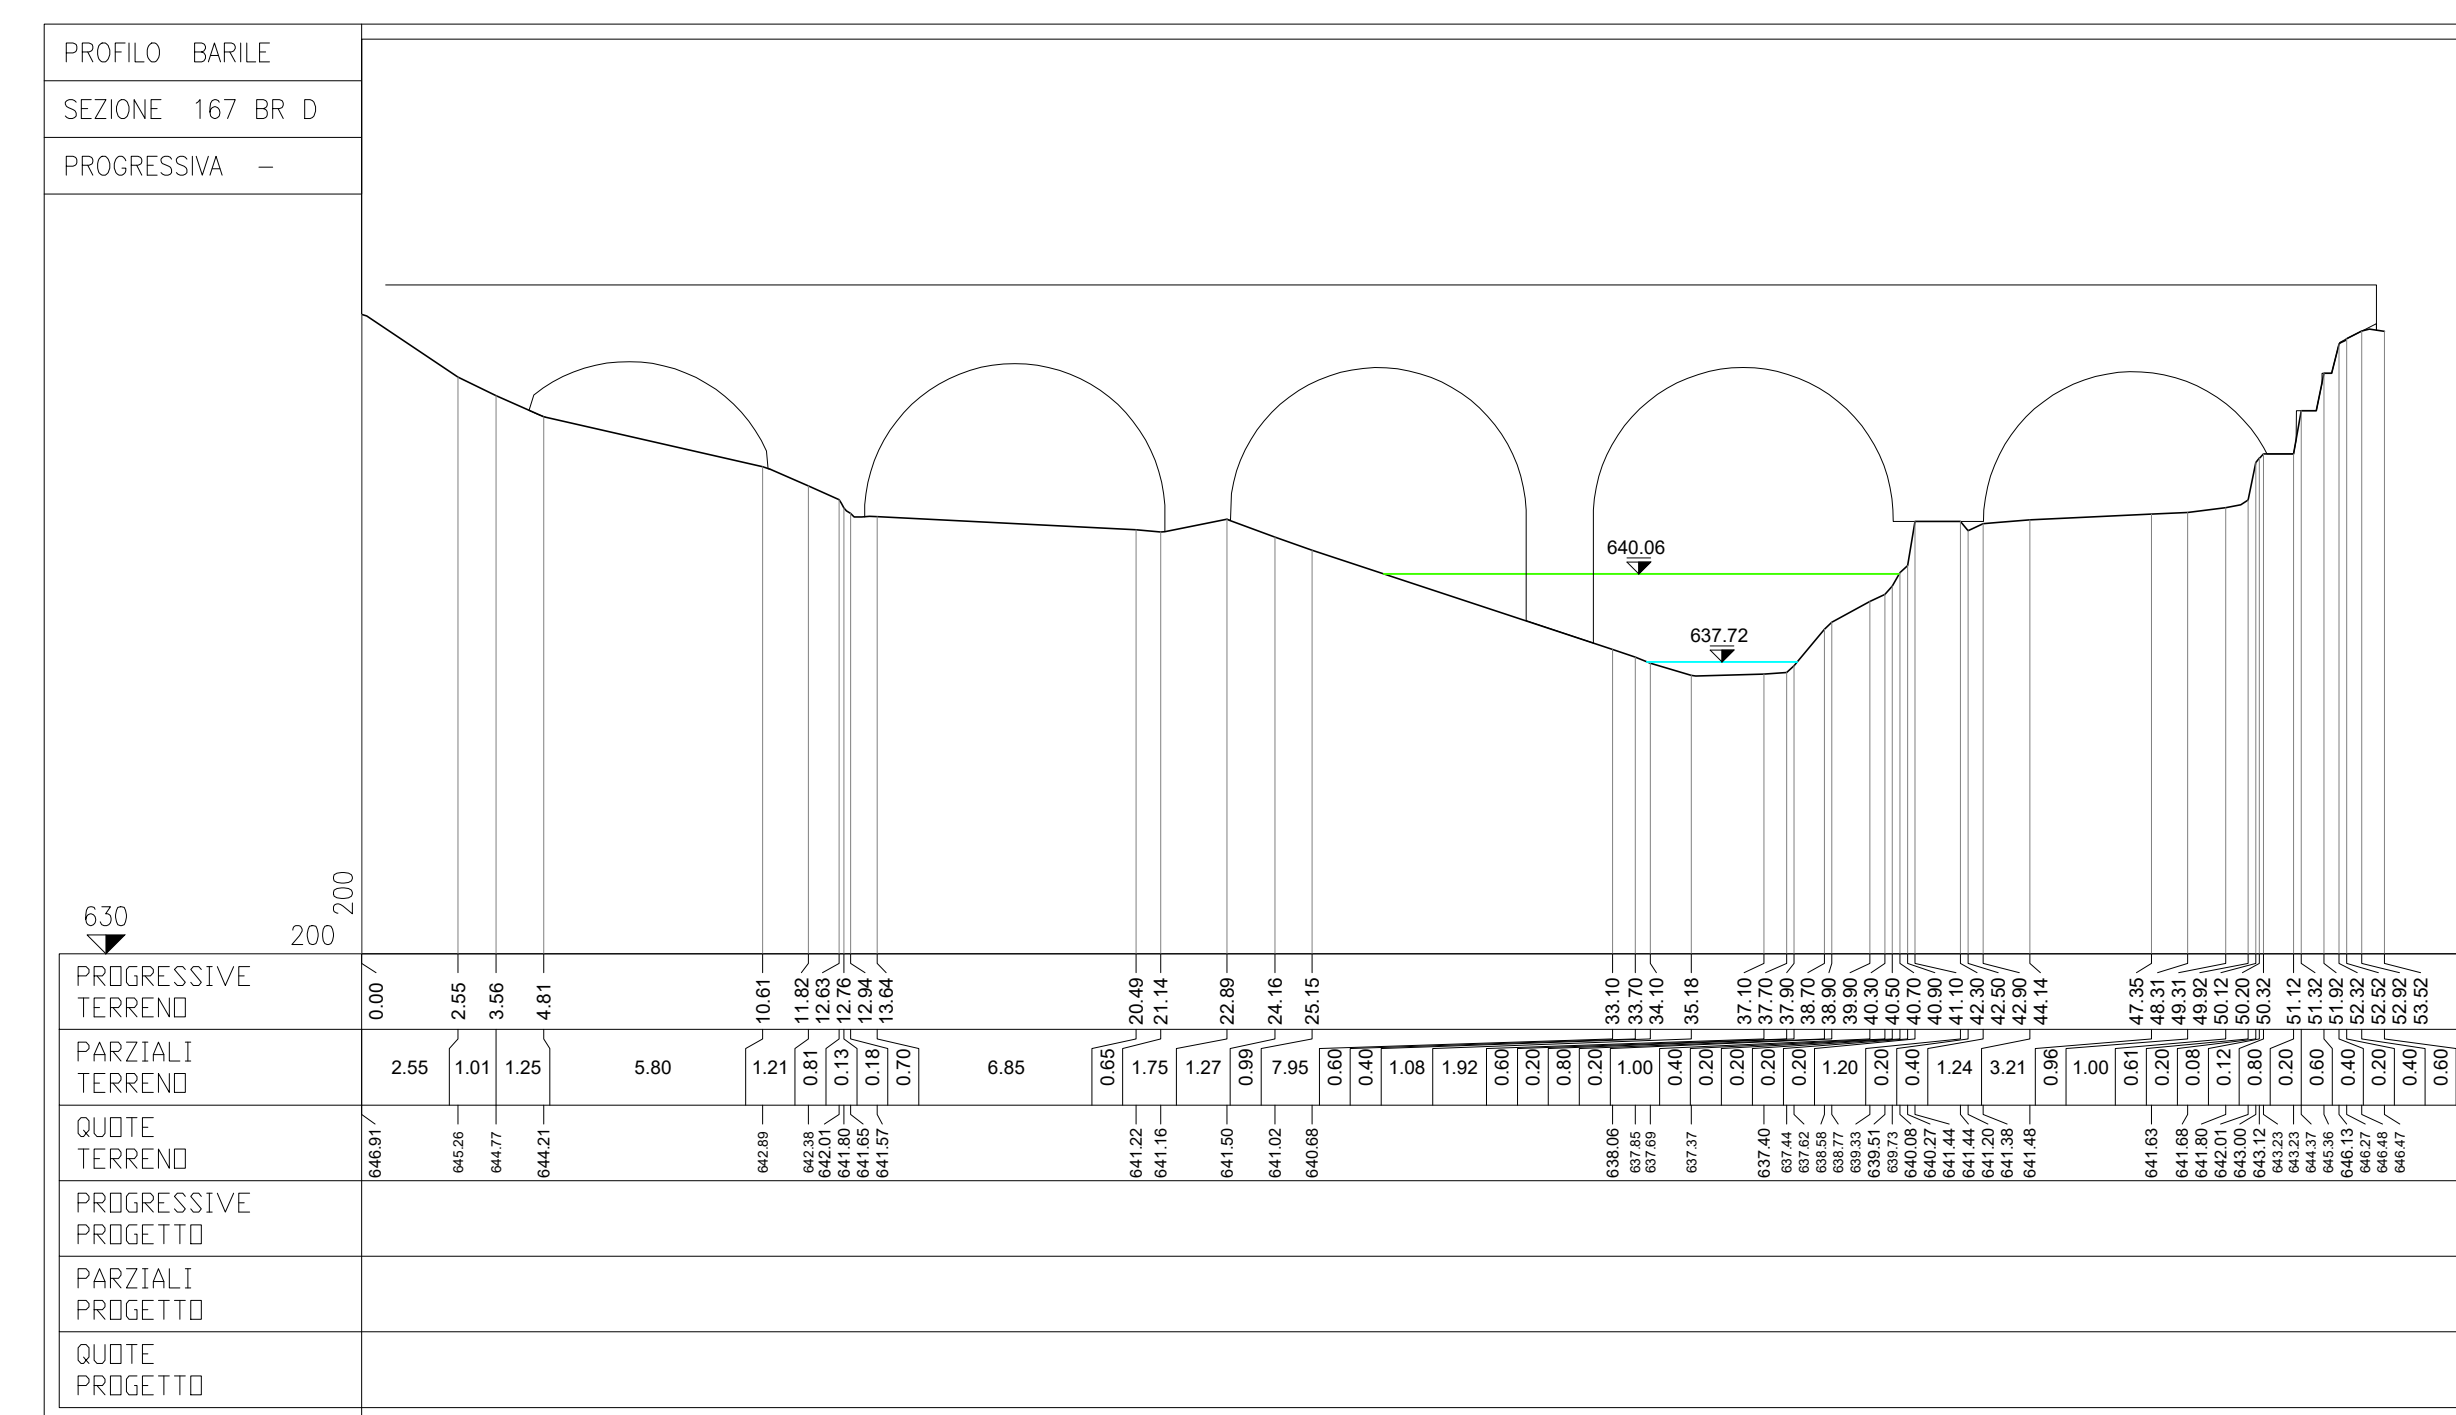 PROFILO BARILE
SEZIONE 167 BR D
PROGRESSIVA -
640.06
637.72
200
630
200
PROGRESSIVE
TERRENO
0.00 2.55 3.56 4.81 10.61 11.82 12.63 12.76 12.94 13.64 20.49 21.14 22.89 24.16 25.15 33.10 33.70 34.10 35.18 37.10 37.70 37.90 38.70 38.90 39.90 40.30 40.50 40.70 40.90 41.10 42.30 42.50 42.90 44.14 47.35 48.31 49.31 49.92 50.12 50.20 50.32 51.12 51.32 51.92 52.32 52.52 52.92 53.52
PARZIALI
TERRENO
2.55 1.01 1.25 5.80 1.21 0.81 0.13 0.18 0.70 6.85 0.65 1.75 1.27 0.99 7.95 0.60 0.40 1.08 1.92 0.60 0.20 0.80 0.20 1.00 0.40 0.20 0.20 0.20 0.20 1.20 0.20 0.40 1.24 3.21 0.96 1.00 0.61 0.20 0.08 0.12 0.80 0.20 0.60 0.40 0.20 0.40 0.60
QUOTE
TERRENO
646.91 645.26 644.77 644.21 642.89 642.38 642.01 641.80 641.65 641.57 641.22 641.16 641.50 641.02 640.68 638.06 637.85 637.69 637.37 637.40 637.44 637.62 638.58 638.77 639.33 639.51 639.73 640.08 640.27 641.44 641.44 641.20 641.38 641.48 641.63 641.68 641.80 642.01 643.00 643.12 643.23 643.23 644.37 645.36 646.13 646.27 646.48 646.47
PROGRESSIVE
PROGETTO
PARZIALI
PROGETTO
QUOTE
PROGETTO